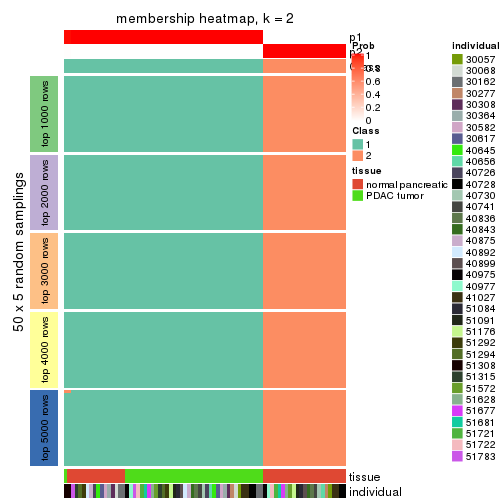 membership heatmap, k = 2
p1
p2
Class
top 1000 rows
top 2000 rows
top 3000 rows
top 4000 rows
top 5000 rows
50 x 5 random samplings
tissue
individual
Prob
1
0.8
0.6
0.4
0.2
0
Class
1
2
tissue
normal pancreatic
PDAC tumor
individual
30057
30068
30162
30277
30308
30364
30582
30617
40645
40656
40726
40728
40730
40741
40836
40843
40875
40892
40899
40975
40977
41027
51084
51091
51176
51292
51294
51308
51315
51572
51628
51677
51681
51721
51722
51783